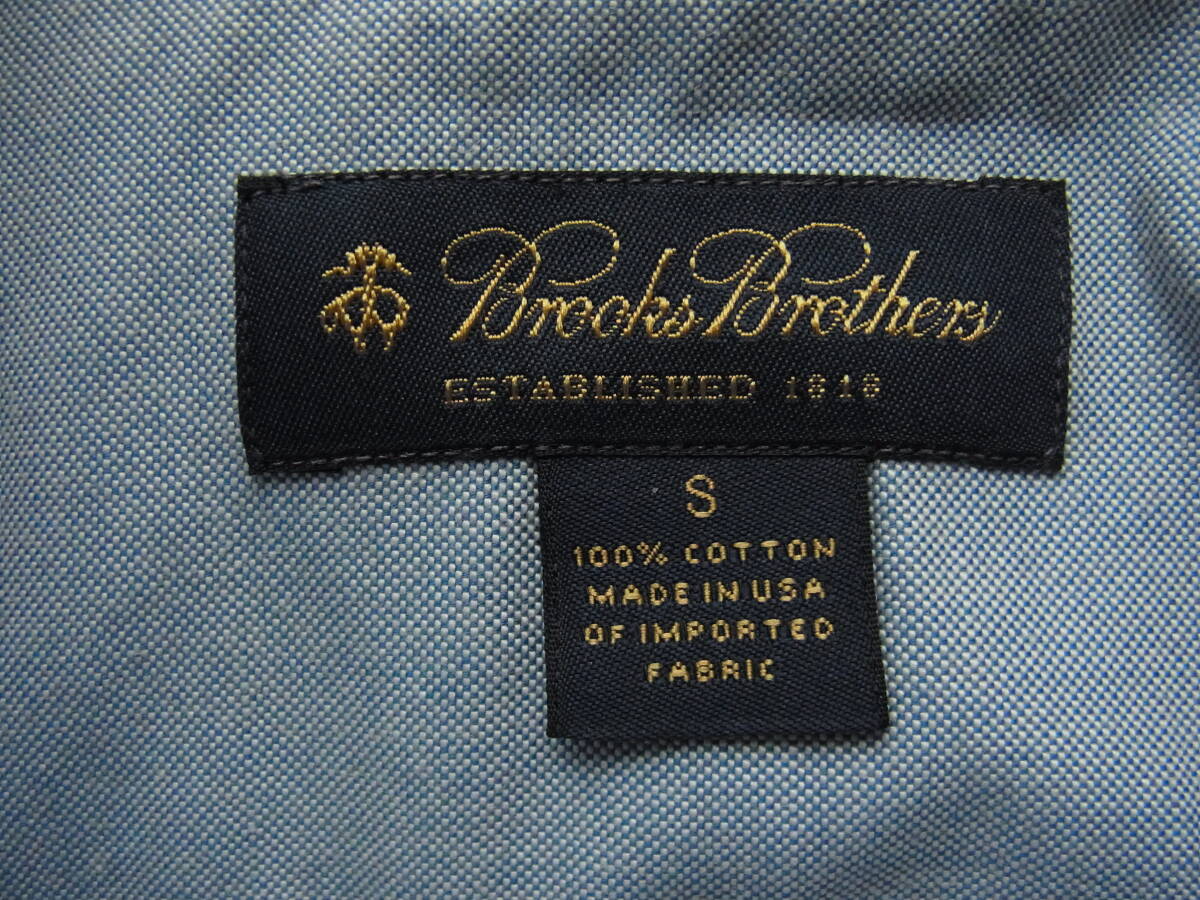 Brooks Brothers
ESTABLISHED 1818
S
100% COTTON
MADE IN USA
OF IMPORTED
FABRIC